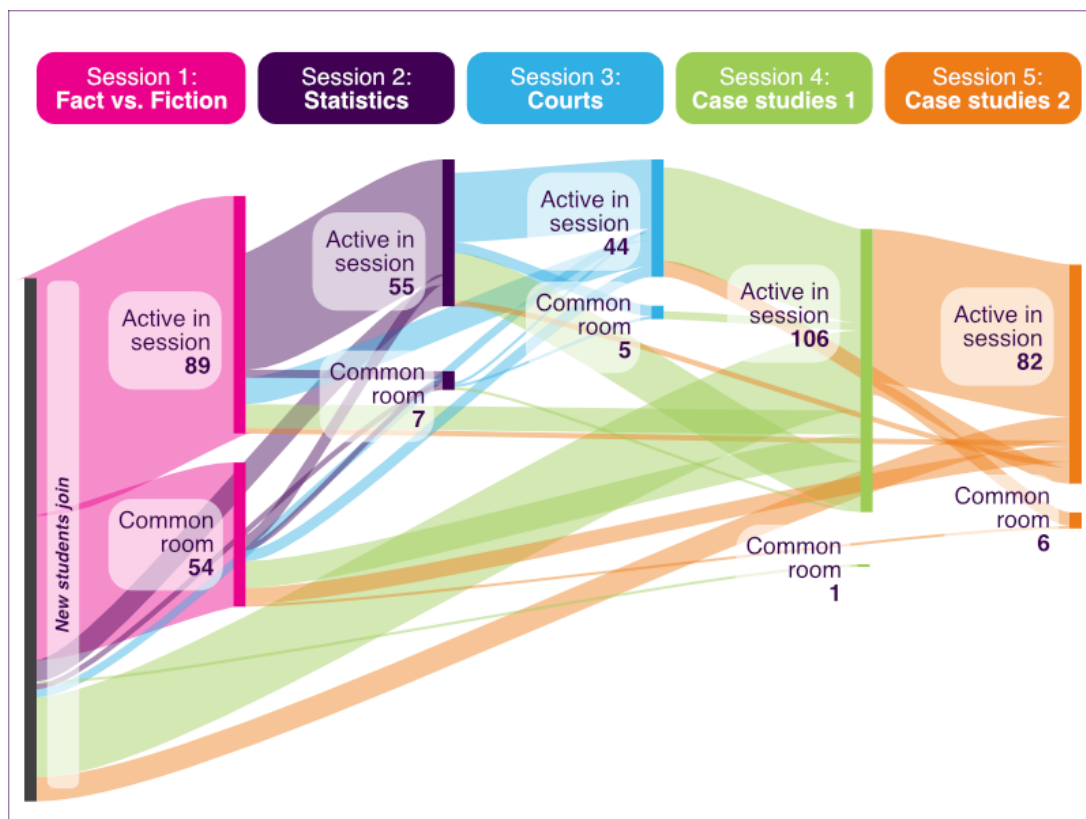 Session 1:
Fact vs. Fiction
Session 2:
Statistics
Session 3:
Courts
Session 4:
Case studies 1
Session 5:
Case studies 2
New students join
Active in
session
89
Common
room
54
Active in
session
55
Common
room
7
Active in
session
44
Common
room
5
Active in
session
106
Common
room
1
Active in
session
82
Common
room
6